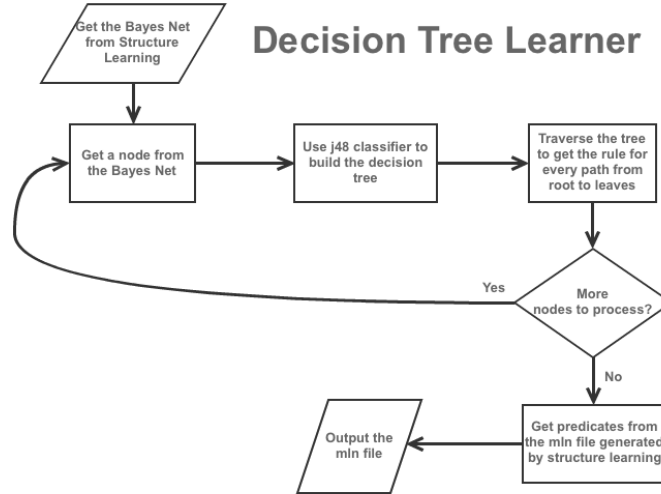 Decision Tree Learner
Get the Bayes Net
from Structure
Learning
Get a node from
the Bayes Net
Use j48 classifier to
build the decision
tree
Traverse the tree
to get the rule for
every path from
root to leaves
More
nodes to process?
Yes
No
Get predicates from
the mln file generated
by structure learning
Output the
mln file